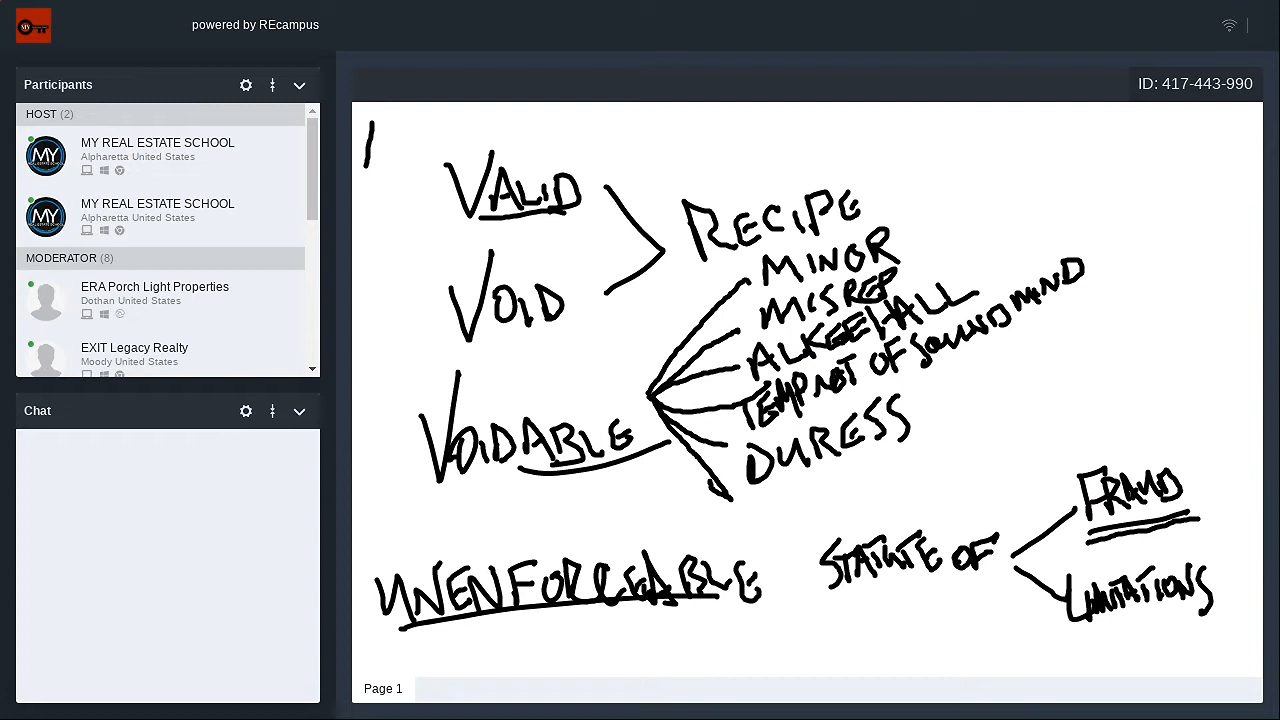 powered by REcampus
Participants
HOST (2)
MY REAL ESTATE SCHOOL
Alpharetta United States
MY REAL ESTATE SCHOOL
Alpharetta United States
MODERATOR (8)
ERA Porch Light Properties
Dothan United States
EXIT Legacy Realty
Moody United States
Chat
ID: 417-443-990
VALID
RECIPE
VOID
MINOR
MISREP
ALKEEHALL
TEMP NOT OF SOUND MIND
VOIDABLE
DURESS
UNENFORCEABLE
STATUTE OF
FRAUD
LIMITATIONS
Page 1